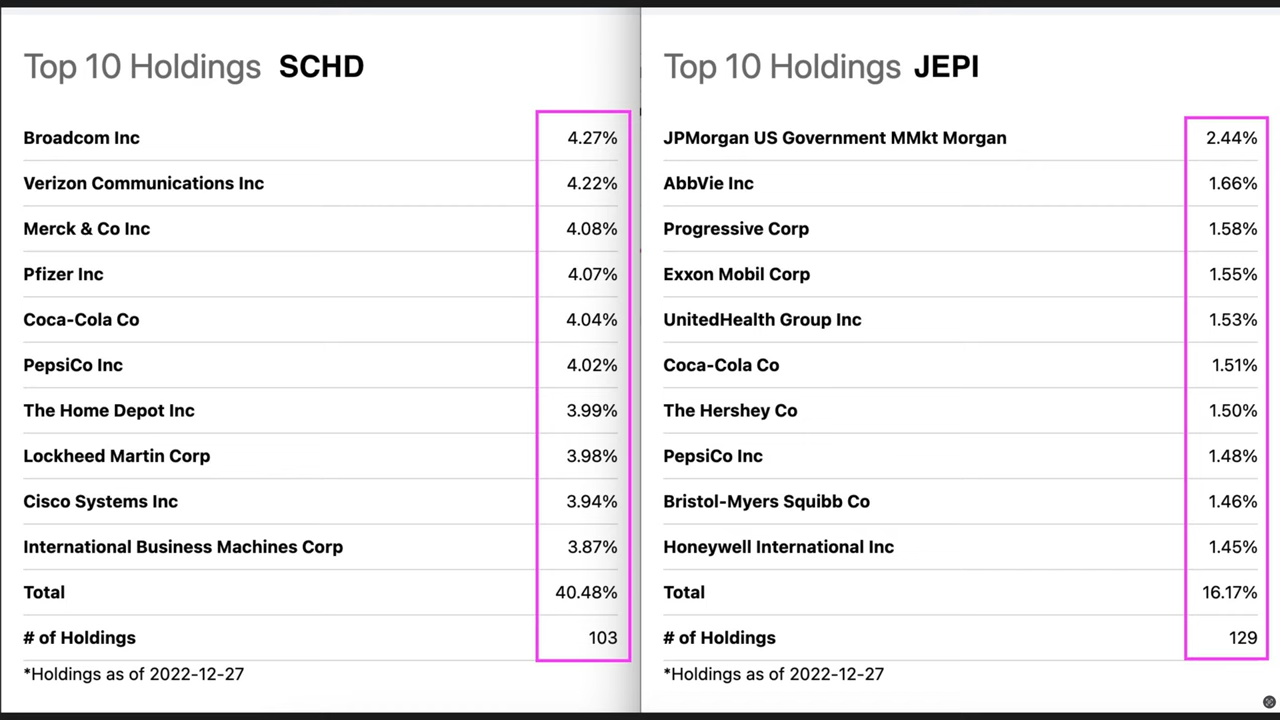 Top 10 Holdings SCHD
Broadcom Inc 4.27%
Verizon Communications Inc 4.22%
Merck & Co Inc 4.08%
Pfizer Inc 4.07%
Coca-Cola Co 4.04%
PepsiCo Inc 4.02%
The Home Depot Inc 3.99%
Lockheed Martin Corp 3.98%
Cisco Systems Inc 3.94%
International Business Machines Corp 3.87%
Total 40.48%
# of Holdings 103
*Holdings as of 2022-12-27
Top 10 Holdings JEPI
JPMorgan US Government MMkt Morgan 2.44%
AbbVie Inc 1.66%
Progressive Corp 1.58%
Exxon Mobil Corp 1.55%
UnitedHealth Group Inc 1.53%
Coca-Cola Co 1.51%
The Hershey Co 1.50%
PepsiCo Inc 1.48%
Bristol-Myers Squibb Co 1.46%
Honeywell International Inc 1.45%
Total 16.17%
# of Holdings 129
*Holdings as of 2022-12-27